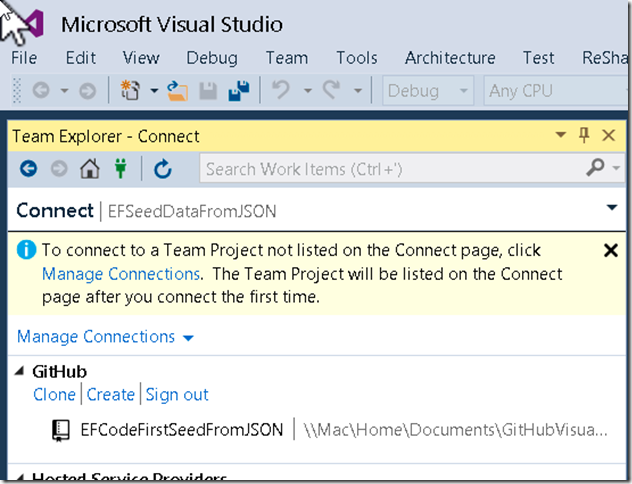 Microsoft Visual Studio
File Edit View Debug Team Tools Architecture Test ReSha
Debug Any CPU
Team Explorer - Connect
Search Work Items (Ctrl+')
Connect | EFSeedDataFromJSON
To connect to a Team Project not listed on the Connect page, click
Manage Connections. The Team Project will be listed on the Connect
page after you connect the first time.
Manage Connections
GitHub
Clone | Create | Sign out
EFCodeFirstSeedFromJSON | \\Mac\Home\Documents\GitHubVisua...
Hosted Service Providers